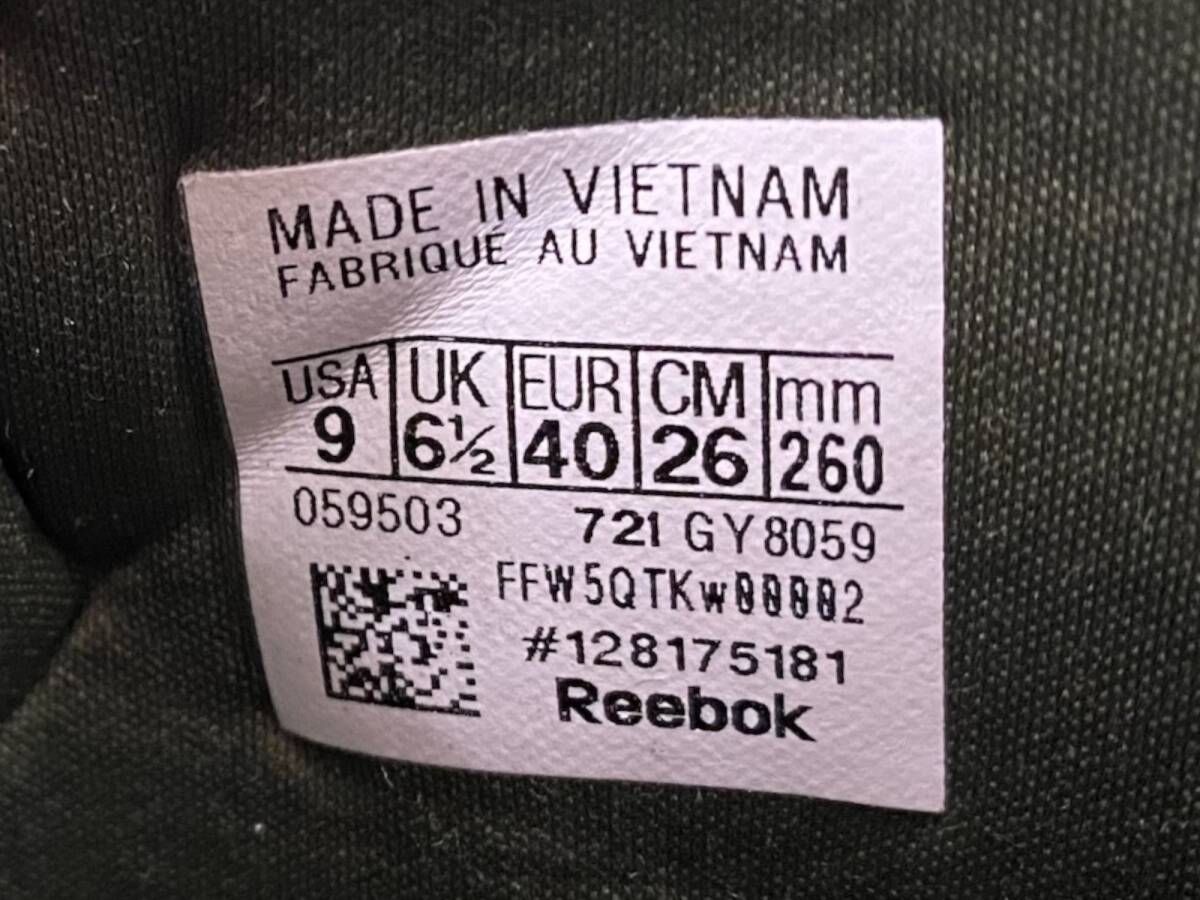 MADE IN VIETNAM
FABRIQUÉ AU VIETNAM
USA UK EUR CM mm
9 6½ 40 26 260
059503 721 GY8059
FFW5QTKw00002
#128175181
Reebok